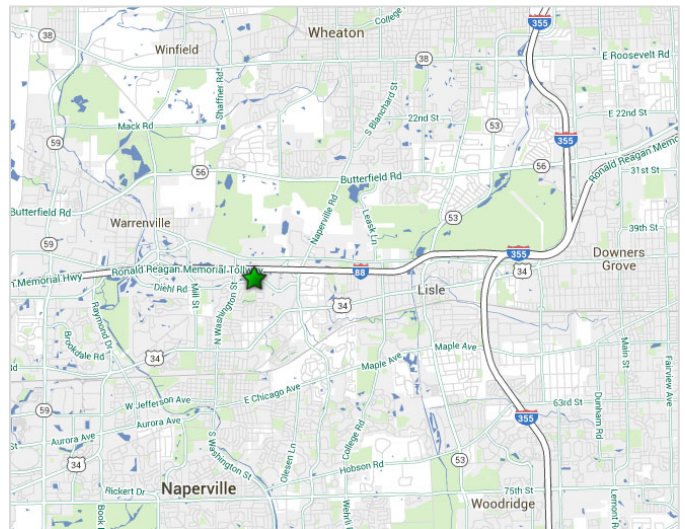 College
Wheaton
355
38
Winfield
E Roosevelt Rd
38
Shaffner Rd
S Blanchard St
22nd St
E 22nd St
Mack Rd
53
355
59
56
56
Butterfield Rd
31st St
Butterfield Rd
Naperville Rd
Leask Ln
53
Warrenville
39th St
59
355
Downers
Grove
Ronald Reagan Memorial Tollw
88
34
Memorial Hwy
Diehl Rd
Mill St
N Washington St
34
Lisle
Raymond Dr
Brookdale Rd
34
Maple Ave
Maple Ave
Main St
Fairview Ave
E Chicago Ave
W Jefferson Ave
63rd St
59
Aurora Ave
Aurora Ave
355
Dunham Rd
34
S Washington St
Olesen Ln
College Rd
Hobson Rd
53
Rickert Dr
Naperville
75th St
Woodridge
Book